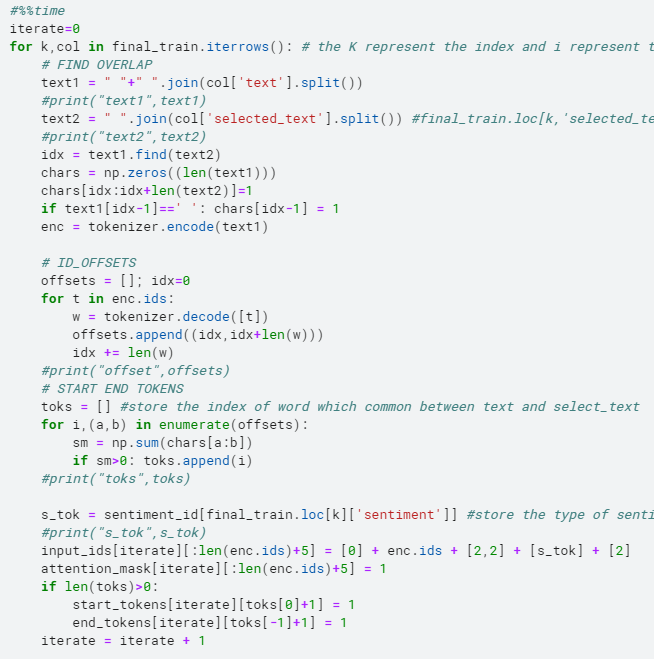 #%%time
iterate=0
for k,col in final_train.iterrows(): # the K represent the index and i represent t
    # FIND OVERLAP
    text1 = " "+" ".join(col['text'].split())
    #print("text1",text1)
    text2 = " ".join(col['selected_text'].split()) #final_train.loc[k,'selected_te
    #print("text2",text2)
    idx = text1.find(text2)
    chars = np.zeros((len(text1)))
    chars[idx:idx+len(text2)]=1
    if text1[idx-1]==' ': chars[idx-1] = 1
    enc = tokenizer.encode(text1)

    # ID_OFFSETS
    offsets = []; idx=0
    for t in enc.ids:
        w = tokenizer.decode([t])
        offsets.append((idx,idx+len(w)))
        idx += len(w)
    #print("offset",offsets)
    # START END TOKENS
    toks = [] #store the index of word which common between text and select_text
    for i,(a,b) in enumerate(offsets):
        sm = np.sum(chars[a:b])
        if sm>0: toks.append(i)
    #print("toks",toks)

    s_tok = sentiment_id[final_train.loc[k]['sentiment']] #store the type of senti
    #print("s_tok",s_tok)
    input_ids[iterate][:len(enc.ids)+5] = [0] + enc.ids + [2,2] + [s_tok] + [2]
    attention_mask[iterate][:len(enc.ids)+5] = 1
    if len(toks)>0:
        start_tokens[iterate][toks[0]+1] = 1
        end_tokens[iterate][toks[-1]+1] = 1
    iterate = iterate + 1